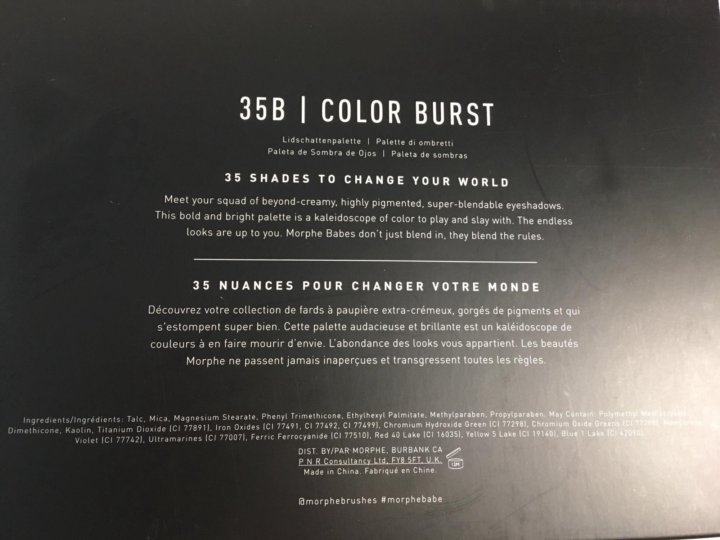 35B | COLOR BURST
Lidschattenpalette | Palette di ombretti
Paleta de Sombra de Ojos | Paleta de sombras
35 SHADES TO CHANGE YOUR WORLD
Meet your squad of beyond-creamy, highly pigmented, super-blendable eyeshadows.
This bold and bright palette is a kaleidoscope of color to play and slay with. The endless
looks are up to you. Morphe Babes don't just blend in, they blend the rules.
35 NUANCES POUR CHANGER VOTRE MONDE
Découvrez votre collection de fards à paupière extra-crémeux, gorgés de pigments et qui
s'estompent super bien. Cette palette audacieuse et brillante est un kaléidoscope de
couleurs à en faire mourir d'envie. L'abondance des looks vous appartient. Les beautés
Morphe ne passent jamais inaperçues et transgressent toutes les règles.
Ingredients/Ingrédients: Talc, Mica, Magnesium Stearate, Phenyl Trimethicone, Ethylhexyl Palmitate, Methylparaben, Propylparaben. May Contain: Polymethyl
Dimethicone, Kaolin, Titanium Dioxide (CI 77891), Iron Oxides (CI 77491, CI 77492, CI 77499), Chromium Hydroxide Green (CI 77289), Chromium Oxide Greens (CI 77288),
Violet (CI 77742), Ultramarines (CI 77007), Ferric Ferrocyanide (CI 77510), Red 40 Lake (CI 16035), Yellow 5 Lake (CI 19140), Blue 1 Lake (CI 42090).
DIST. BY/PAR MORPHE, BURBANK CA
P N R Consultancy Ltd, FY8 5FT, U.K. 12M
Made in China. Fabriqué en Chine.
@morphebrushes #morphebabe